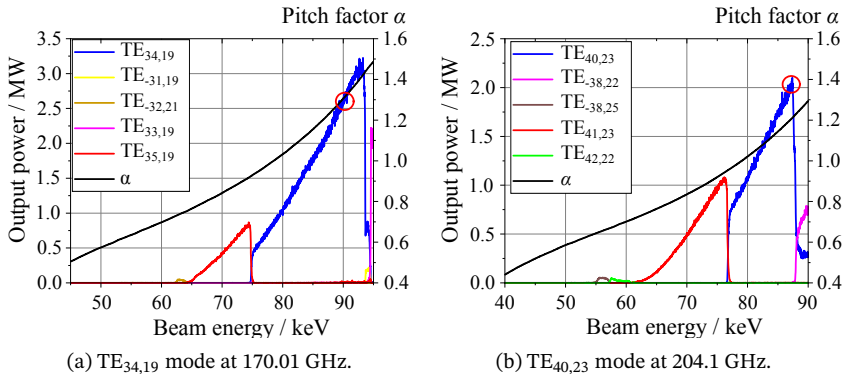 Pitch factor α
Output power / MW
3.5
3.0
2.5
2.0
1.5
1.0
0.5
0.0
TE34,19
TE-31,19
TE-32,21
TE33,19
TE35,19
α
1.6
1.4
1.2
1.0
0.8
0.6
0.4
50 60 70 80 90
Beam energy / keV
(a) TE34,19 mode at 170.01 GHz.
Pitch factor α
Output power / MW
2.5
2.0
1.5
1.0
0.5
0.0
TE40,23
TE-38,22
TE-38,25
TE41,23
TE42,22
α
1.6
1.4
1.2
1.0
0.8
0.6
0.4
40 50 60 70 80 90
Beam energy / keV
(b) TE40,23 mode at 204.1 GHz.